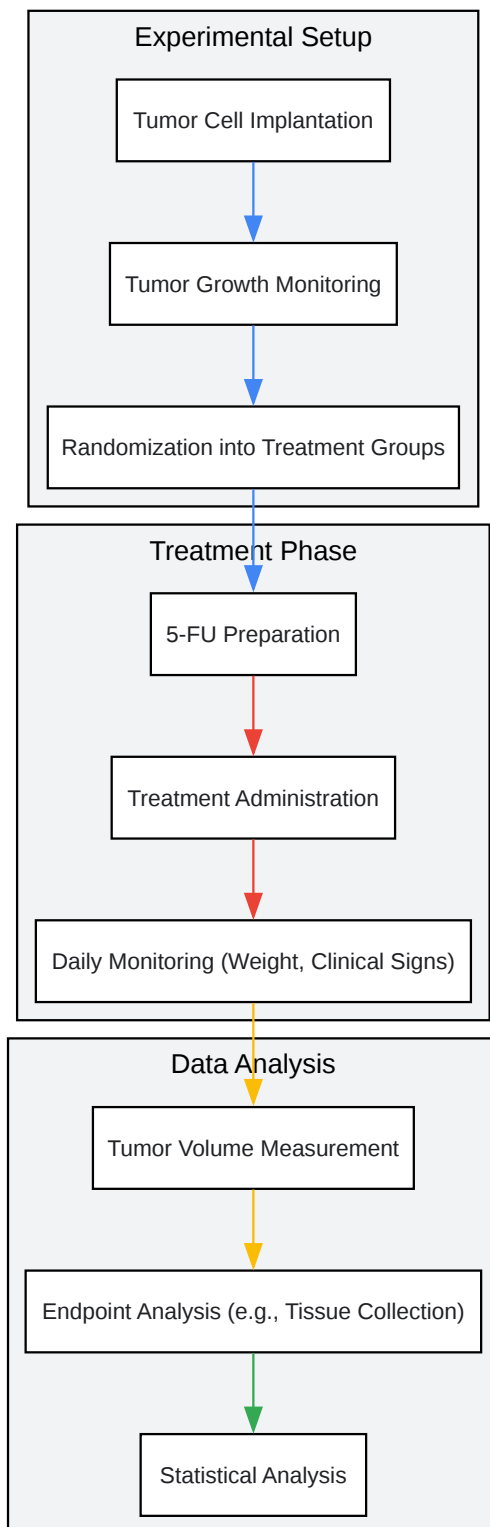 Experimental Setup
Tumor Cell Implantation
Tumor Growth Monitoring
Randomization into Treatment Groups
Treatment Phase
5-FU Preparation
Treatment Administration
Daily Monitoring (Weight, Clinical Signs)
Data Analysis
Tumor Volume Measurement
Endpoint Analysis (e.g., Tissue Collection)
Statistical Analysis